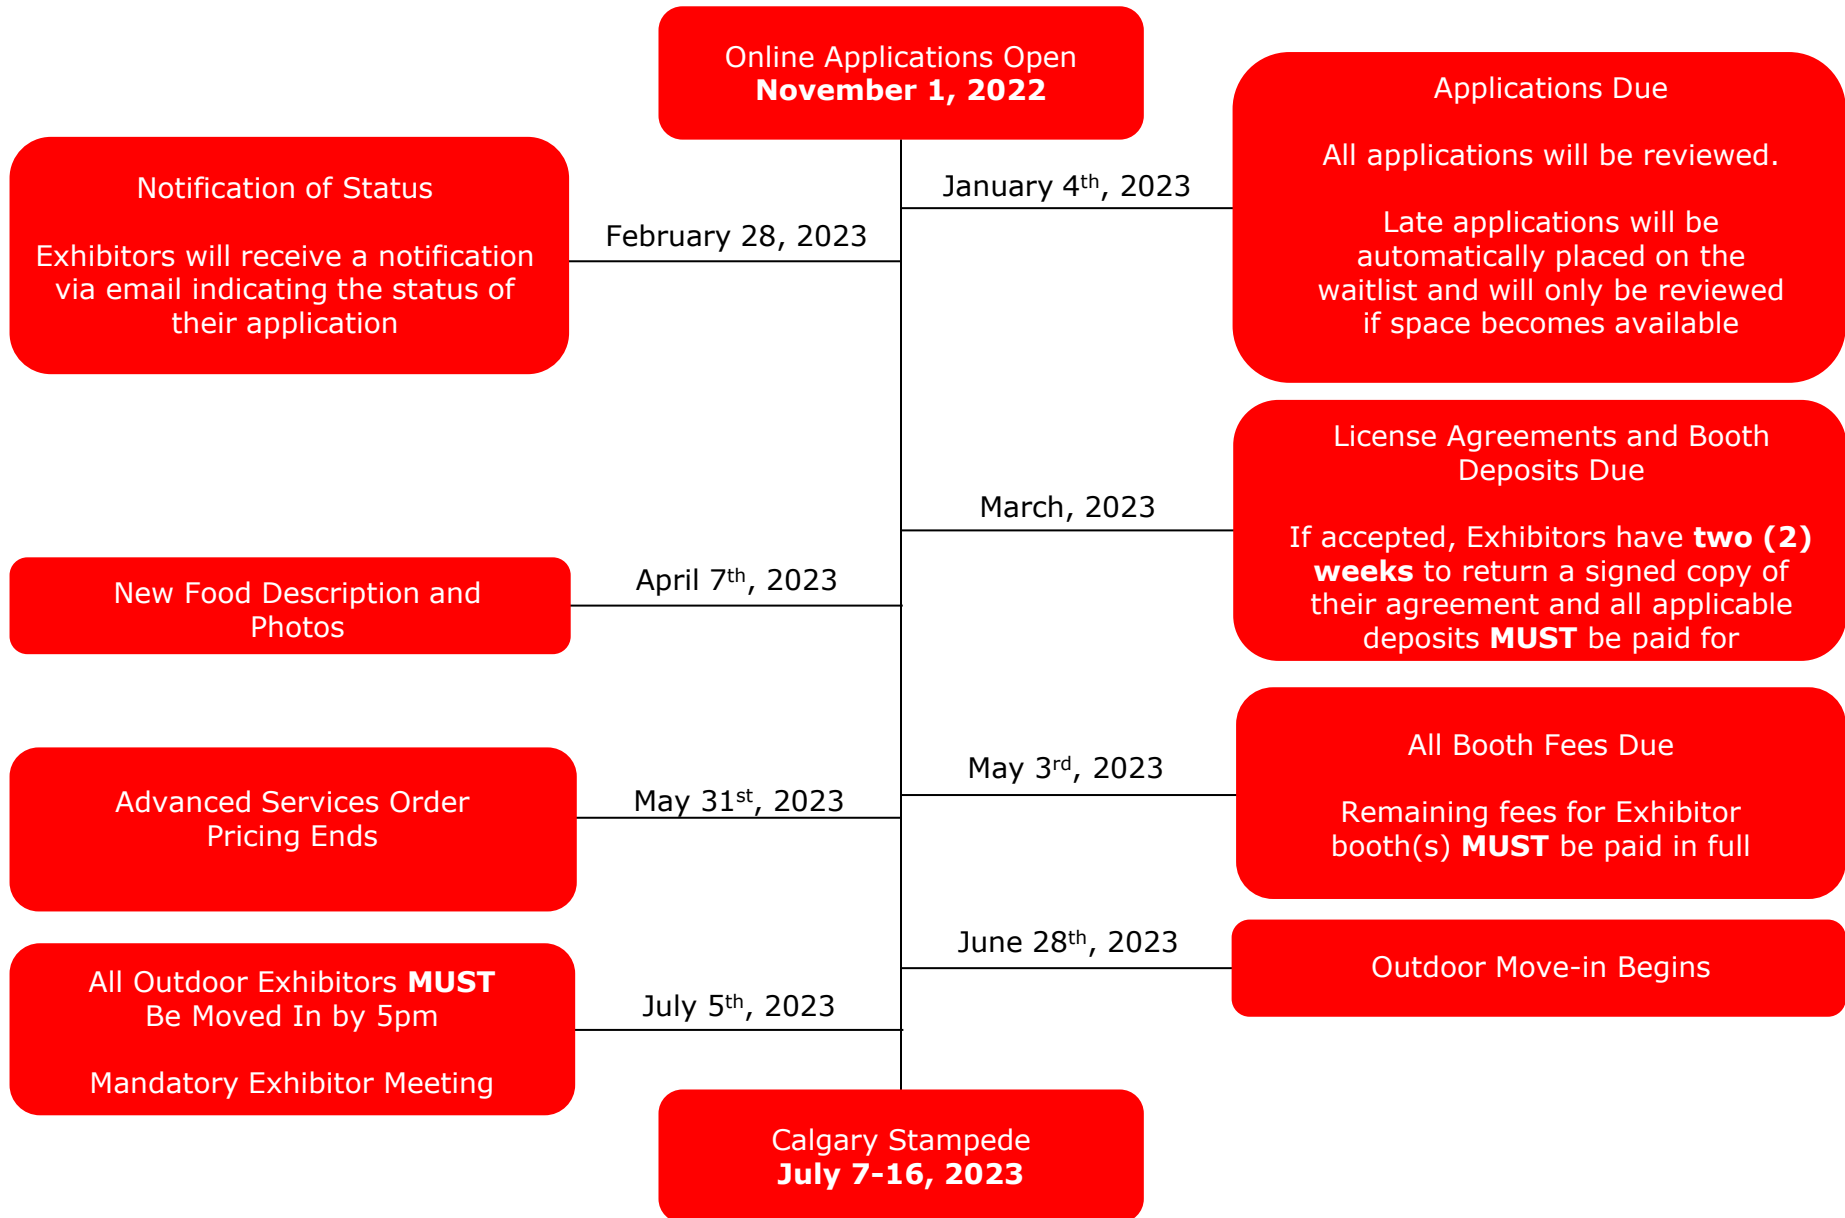 Online Applications Open
November 1, 2022
Applications Due
All applications will be reviewed.
Late applications will be
automatically placed on the
waitlist and will only be reviewed
if space becomes available
January 4th, 2023
Notification of Status
Exhibitors will receive a notification
via email indicating the status of
their application
February 28, 2023
License Agreements and Booth
Deposits Due
If accepted, Exhibitors have two (2)
weeks to return a signed copy of
their agreement and all applicable
deposits MUST be paid for
March, 2023
New Food Description and
Photos
April 7th, 2023
All Booth Fees Due
Remaining fees for Exhibitor
booth(s) MUST be paid in full
May 3rd, 2023
Advanced Services Order
Pricing Ends
May 31st, 2023
Outdoor Move-in Begins
June 28th, 2023
All Outdoor Exhibitors MUST
Be Moved In by 5pm
Mandatory Exhibitor Meeting
July 5th, 2023
Calgary Stampede
July 7-16, 2023